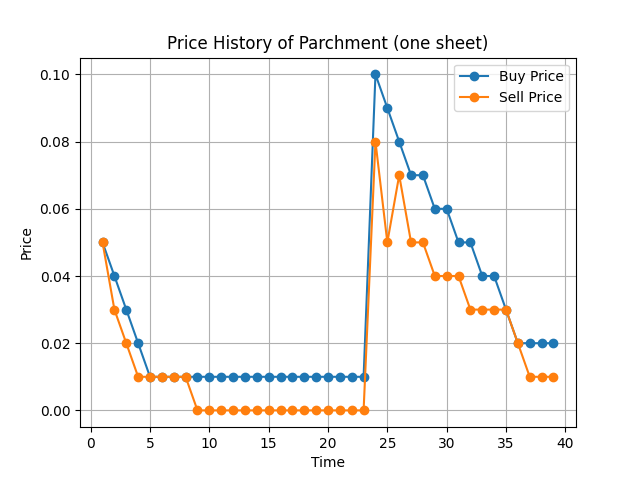 Price History of Parchment (one sheet)
Buy Price
Sell Price
Price
0.10
0.08
0.06
0.04
0.02
0.00
0 5 10 15 20 25 30 35 40
Time